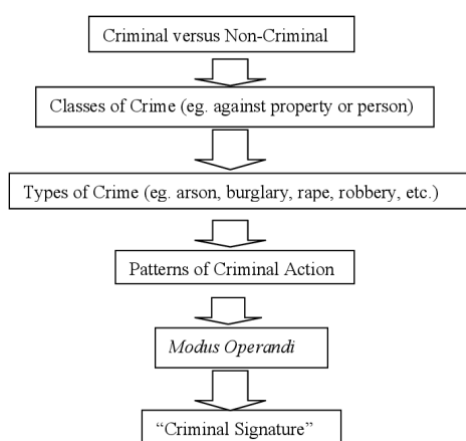 Criminal versus Non-Criminal
Classes of Crime (eg. against property or person)
Types of Crime (eg. arson, burglary, rape, robbery, etc.)
Patterns of Criminal Action
Modus Operandi
“Criminal Signature”